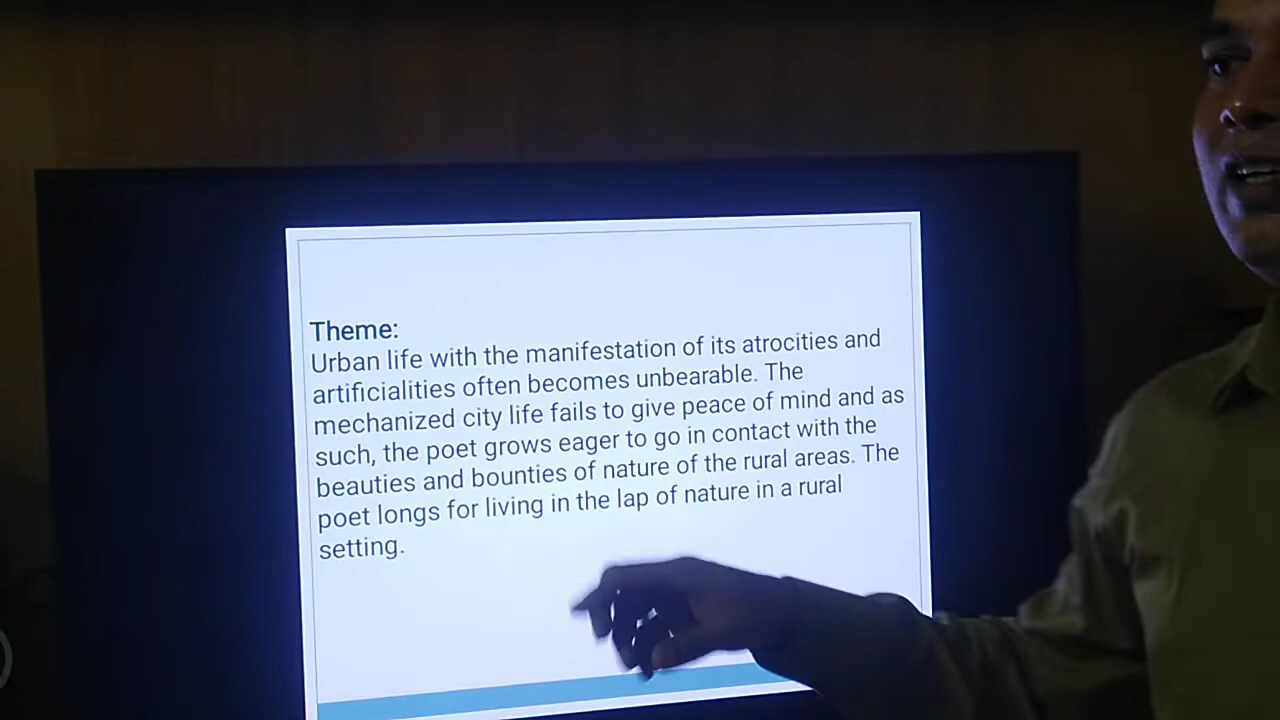 Theme:
Urban life with the manifestation of its atrocities and
artificialities often becomes unbearable. The
mechanized city life fails to give peace of mind and as
such, the poet grows eager to go in contact with the
beauties and bounties of nature of the rural areas. The
poet longs for living in the lap of nature in a rural
setting.